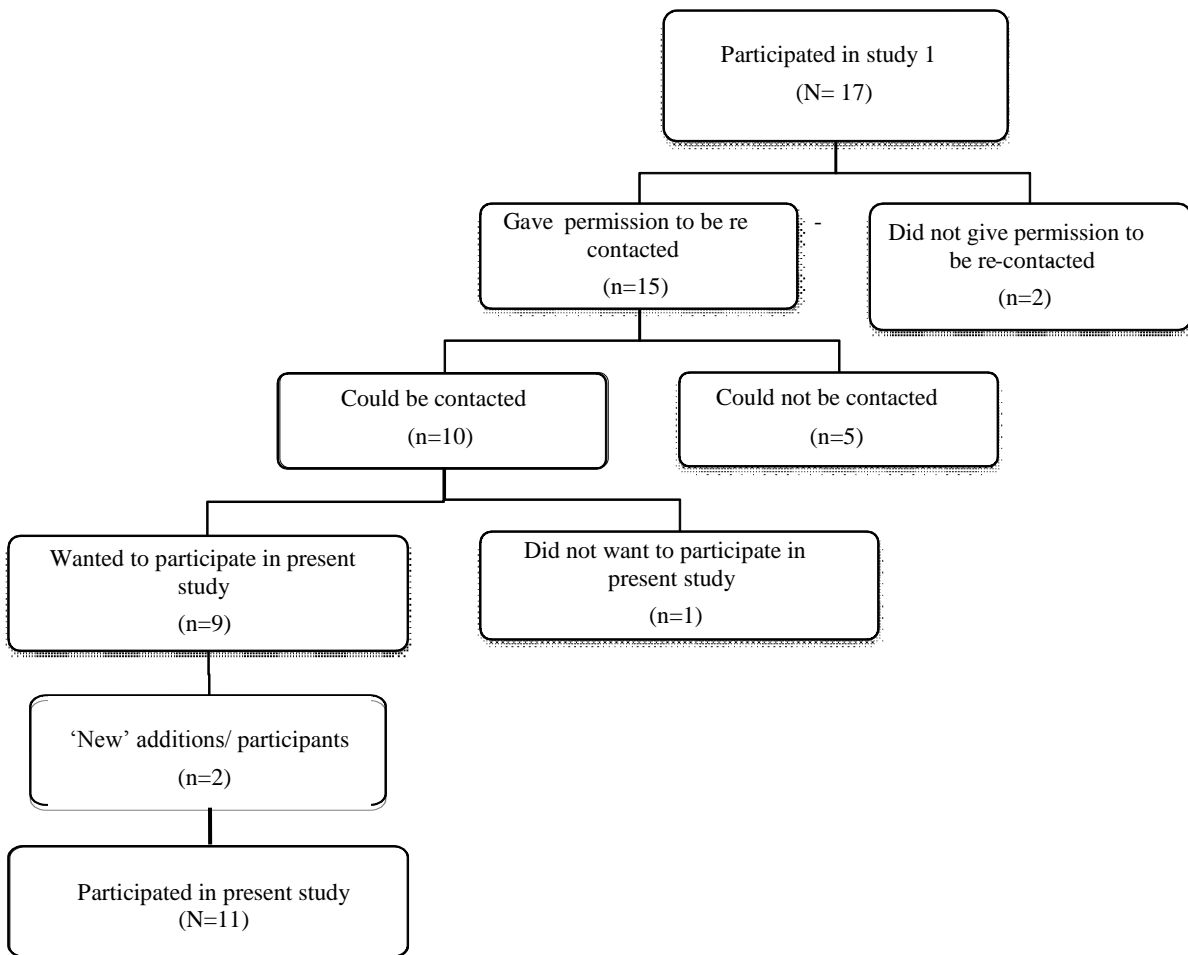 Participated in study 1
(N= 17)
Gave  permission to be re
contacted
(n=15)
-
Did not give permission to
be re-contacted
(n=2)
Could be contacted
(n=10)
Could not be contacted
(n=5)
Wanted to participate in present
study
(n=9)
Did not want to participate in
present study
(n=1)
‘New’ additions/ participants
(n=2)
Participated in present study
(N=11)